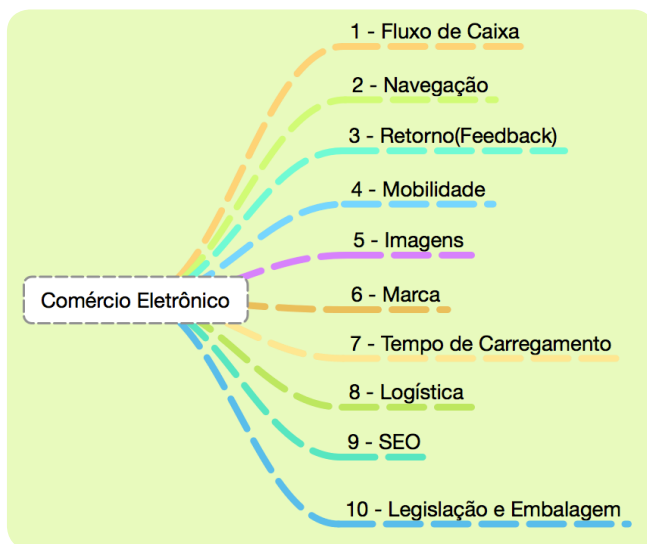 1 - Fluxo de Caixa
2 - Navegação
3 - Retorno(Feedback)
4 - Mobilidade
5 - Imagens
Comércio Eletrônico
6 - Marca
7 - Tempo de Carregamento
8 - Logística
9 - SEO
10 - Legislação e Embalagem